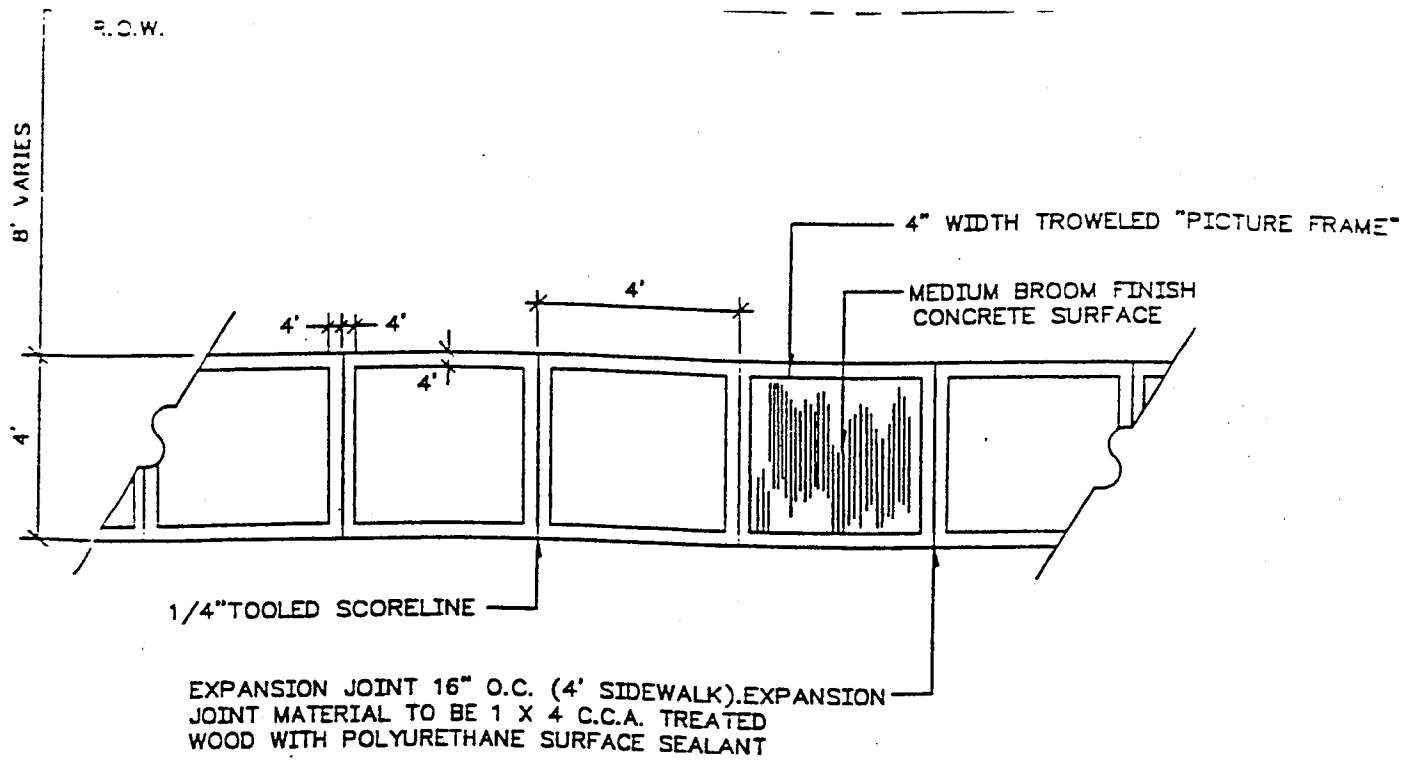 R.O.W.
8' VARIES
4" WIDTH TROWELED "PICTURE FRAME"
MEDIUM BROOM FINISH
CONCRETE SURFACE
4'
4' 4'
4'
4'
1/4"TOOLED SCORELINE
EXPANSION JOINT 16" O.C. (4' SIDEWALK).EXPANSION
JOINT MATERIAL TO BE 1 X 4 C.C.A. TREATED
WOOD WITH POLYURETHANE SURFACE SEALANT